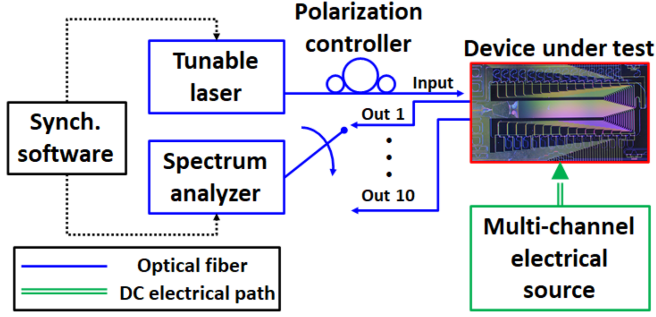 Polarization
controller
Tunable
laser
Device under test
Input
Out 1
Synch.
software
Spectrum
analyzer
Out 10
Multi-channel
electrical
source
Optical fiber
DC electrical path